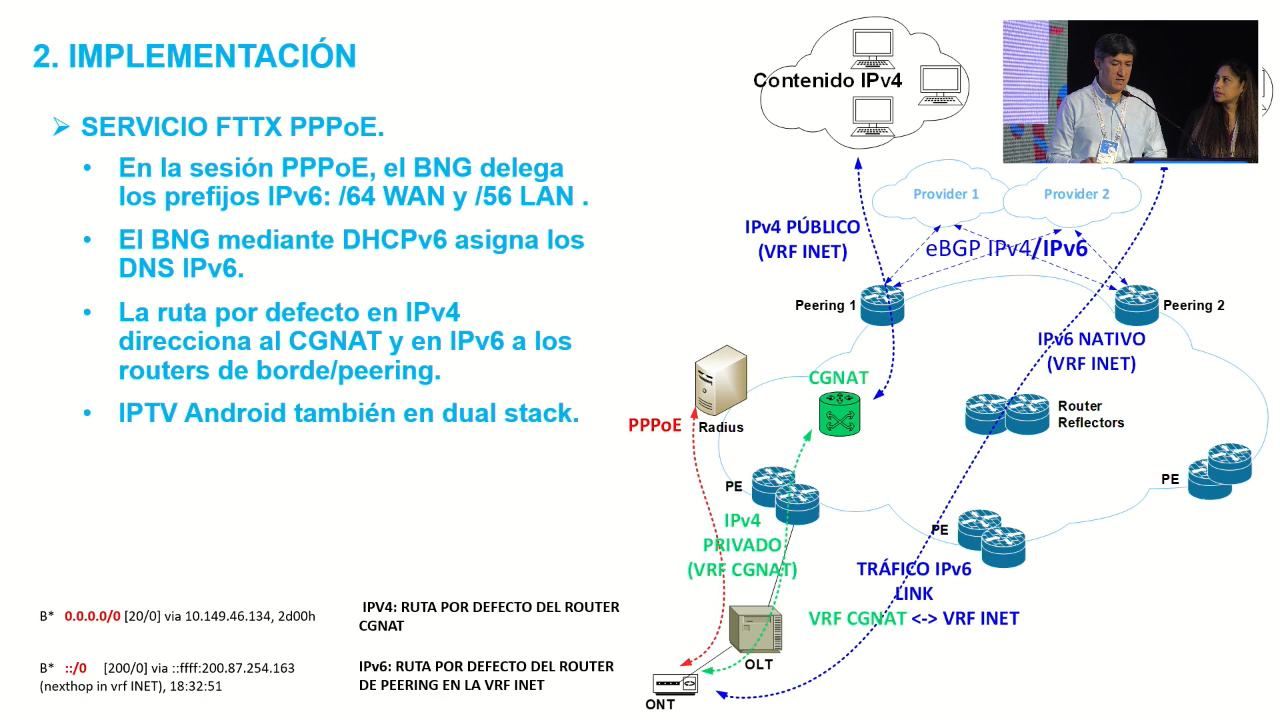 2. IMPLEMENTACIÓN
➢ SERVICIO FTTX PPPoE.
• En la sesión PPPoE, el BNG delega
los prefijos IPv6: /64 WAN y /56 LAN .
• El BNG mediante DHCPv6 asigna los
DNS IPv6.
• La ruta por defecto en IPv4
direcciona al CGNAT y en IPv6 a los
routers de borde/peering.
• IPTV Android también en dual stack.
B* 0.0.0.0/0 [20/0] via 10.149.46.134, 2d00h
IPV4: RUTA POR DEFECTO DEL ROUTER
CGNAT
B* ::/0 [200/0] via ::ffff:200.87.254.163
(nexthop in vrf INET), 18:32:51
IPv6: RUTA POR DEFECTO DEL ROUTER
DE PEERING EN LA VRF INET
Contenido IPv4
Provider 1
Provider 2
IPv4 PÚBLICO
(VRF INET)
eBGP IPv4/IPv6
Peering 1
Peering 2
IPv6 NATIVO
(VRF INET)
CGNAT
Router
Reflectors
PPPoE
Radius
PE
PE
PE
IPv4
PRIVADO
(VRF CGNAT)
TRÁFICO IPv6
LINK
VRF CGNAT <-> VRF INET
OLT
ONT